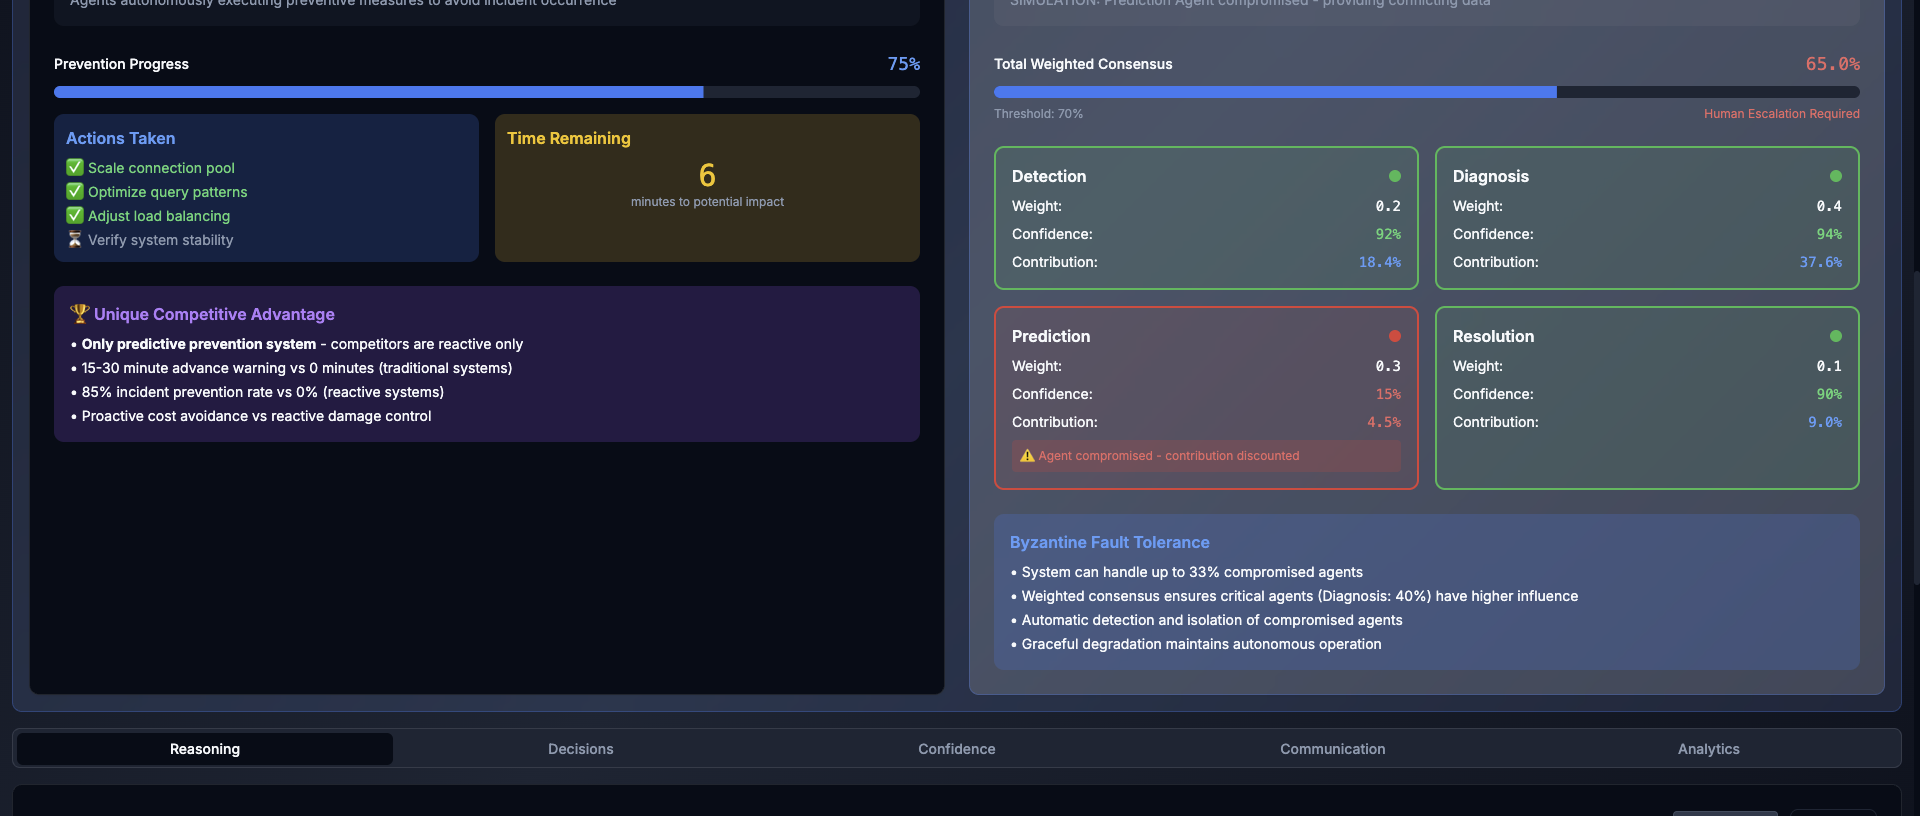 Agents autonomously executing preventive measures to avoid incident occurrence
Prevention Progress
75%
Actions Taken
✅ Scale connection pool
✅ Optimize query patterns
✅ Adjust load balancing
⏳ Verify system stability
Time Remaining
6
minutes to potential impact
🏆 Unique Competitive Advantage
• Only predictive prevention system - competitors are reactive only
• 15-30 minute advance warning vs 0 minutes (traditional systems)
• 85% incident prevention rate vs 0% (reactive systems)
• Proactive cost avoidance vs reactive damage control
SIMULATION: Prediction Agent compromised - providing conflicting data
Total Weighted Consensus
65.0%
Threshold: 70%
Human Escalation Required
Detection
Weight: 0.2
Confidence: 92%
Contribution: 18.4%
Diagnosis
Weight: 0.4
Confidence: 94%
Contribution: 37.6%
Prediction
Weight: 0.3
Confidence: 15%
Contribution: 4.5%
⚠️ Agent compromised - contribution discounted
Resolution
Weight: 0.1
Confidence: 90%
Contribution: 9.0%
Byzantine Fault Tolerance
• System can handle up to 33% compromised agents
• Weighted consensus ensures critical agents (Diagnosis: 40%) have higher influence
• Automatic detection and isolation of compromised agents
• Graceful degradation maintains autonomous operation
Reasoning
Decisions
Confidence
Communication
Analytics